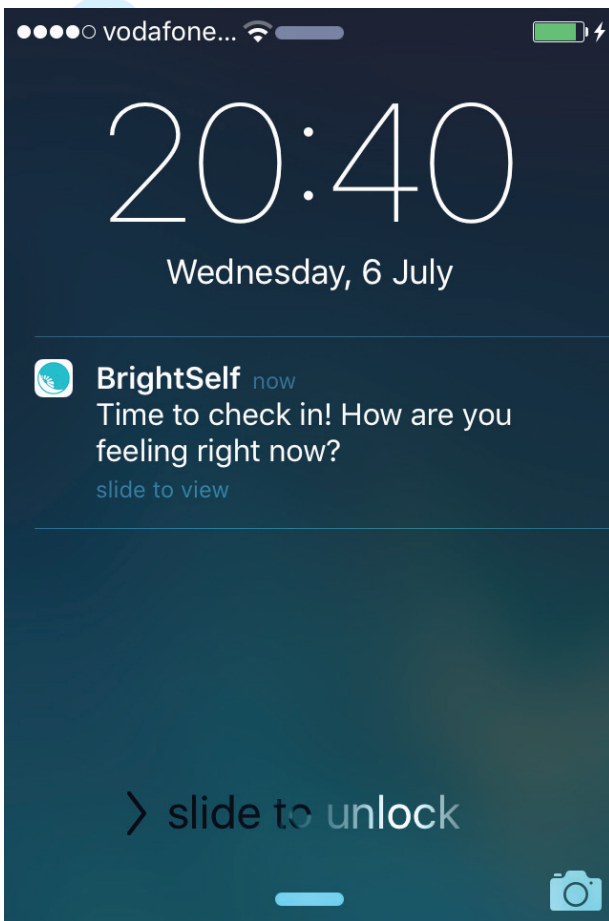 vodafone...
20:40
Wednesday, 6 July
BrightSelf now
Time to check in! How are you
feeling right now?
slide to view
> slide to unlock